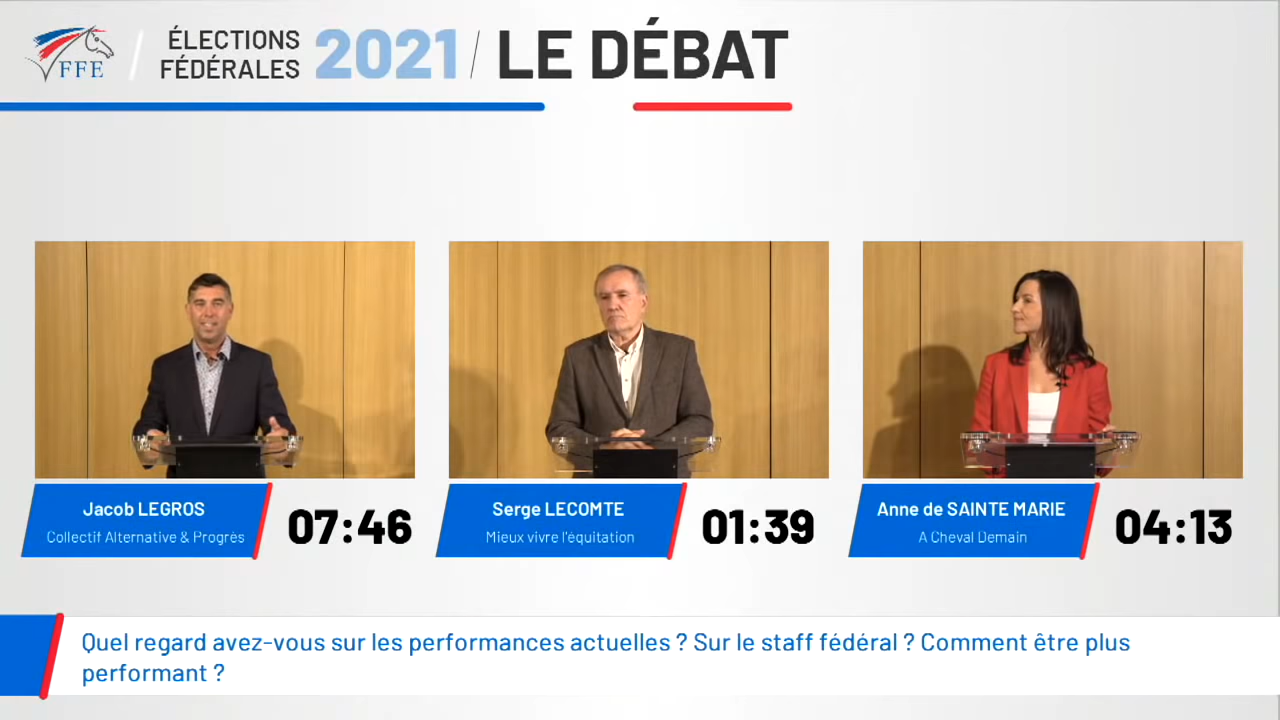 FFE
ÉLECTIONS
FÉDÉRALES
2021 / LE DÉBAT
Jacob LEGROS
Collectif Alternative & Progrès
07:46
Serge LECOMTE
Mieux vivre l'équitation
01:39
Anne de SAINTE MARIE
A Cheval Demain
04:13
Quel regard avez-vous sur les performances actuelles ? Sur le staff fédéral ? Comment être plus
performant ?